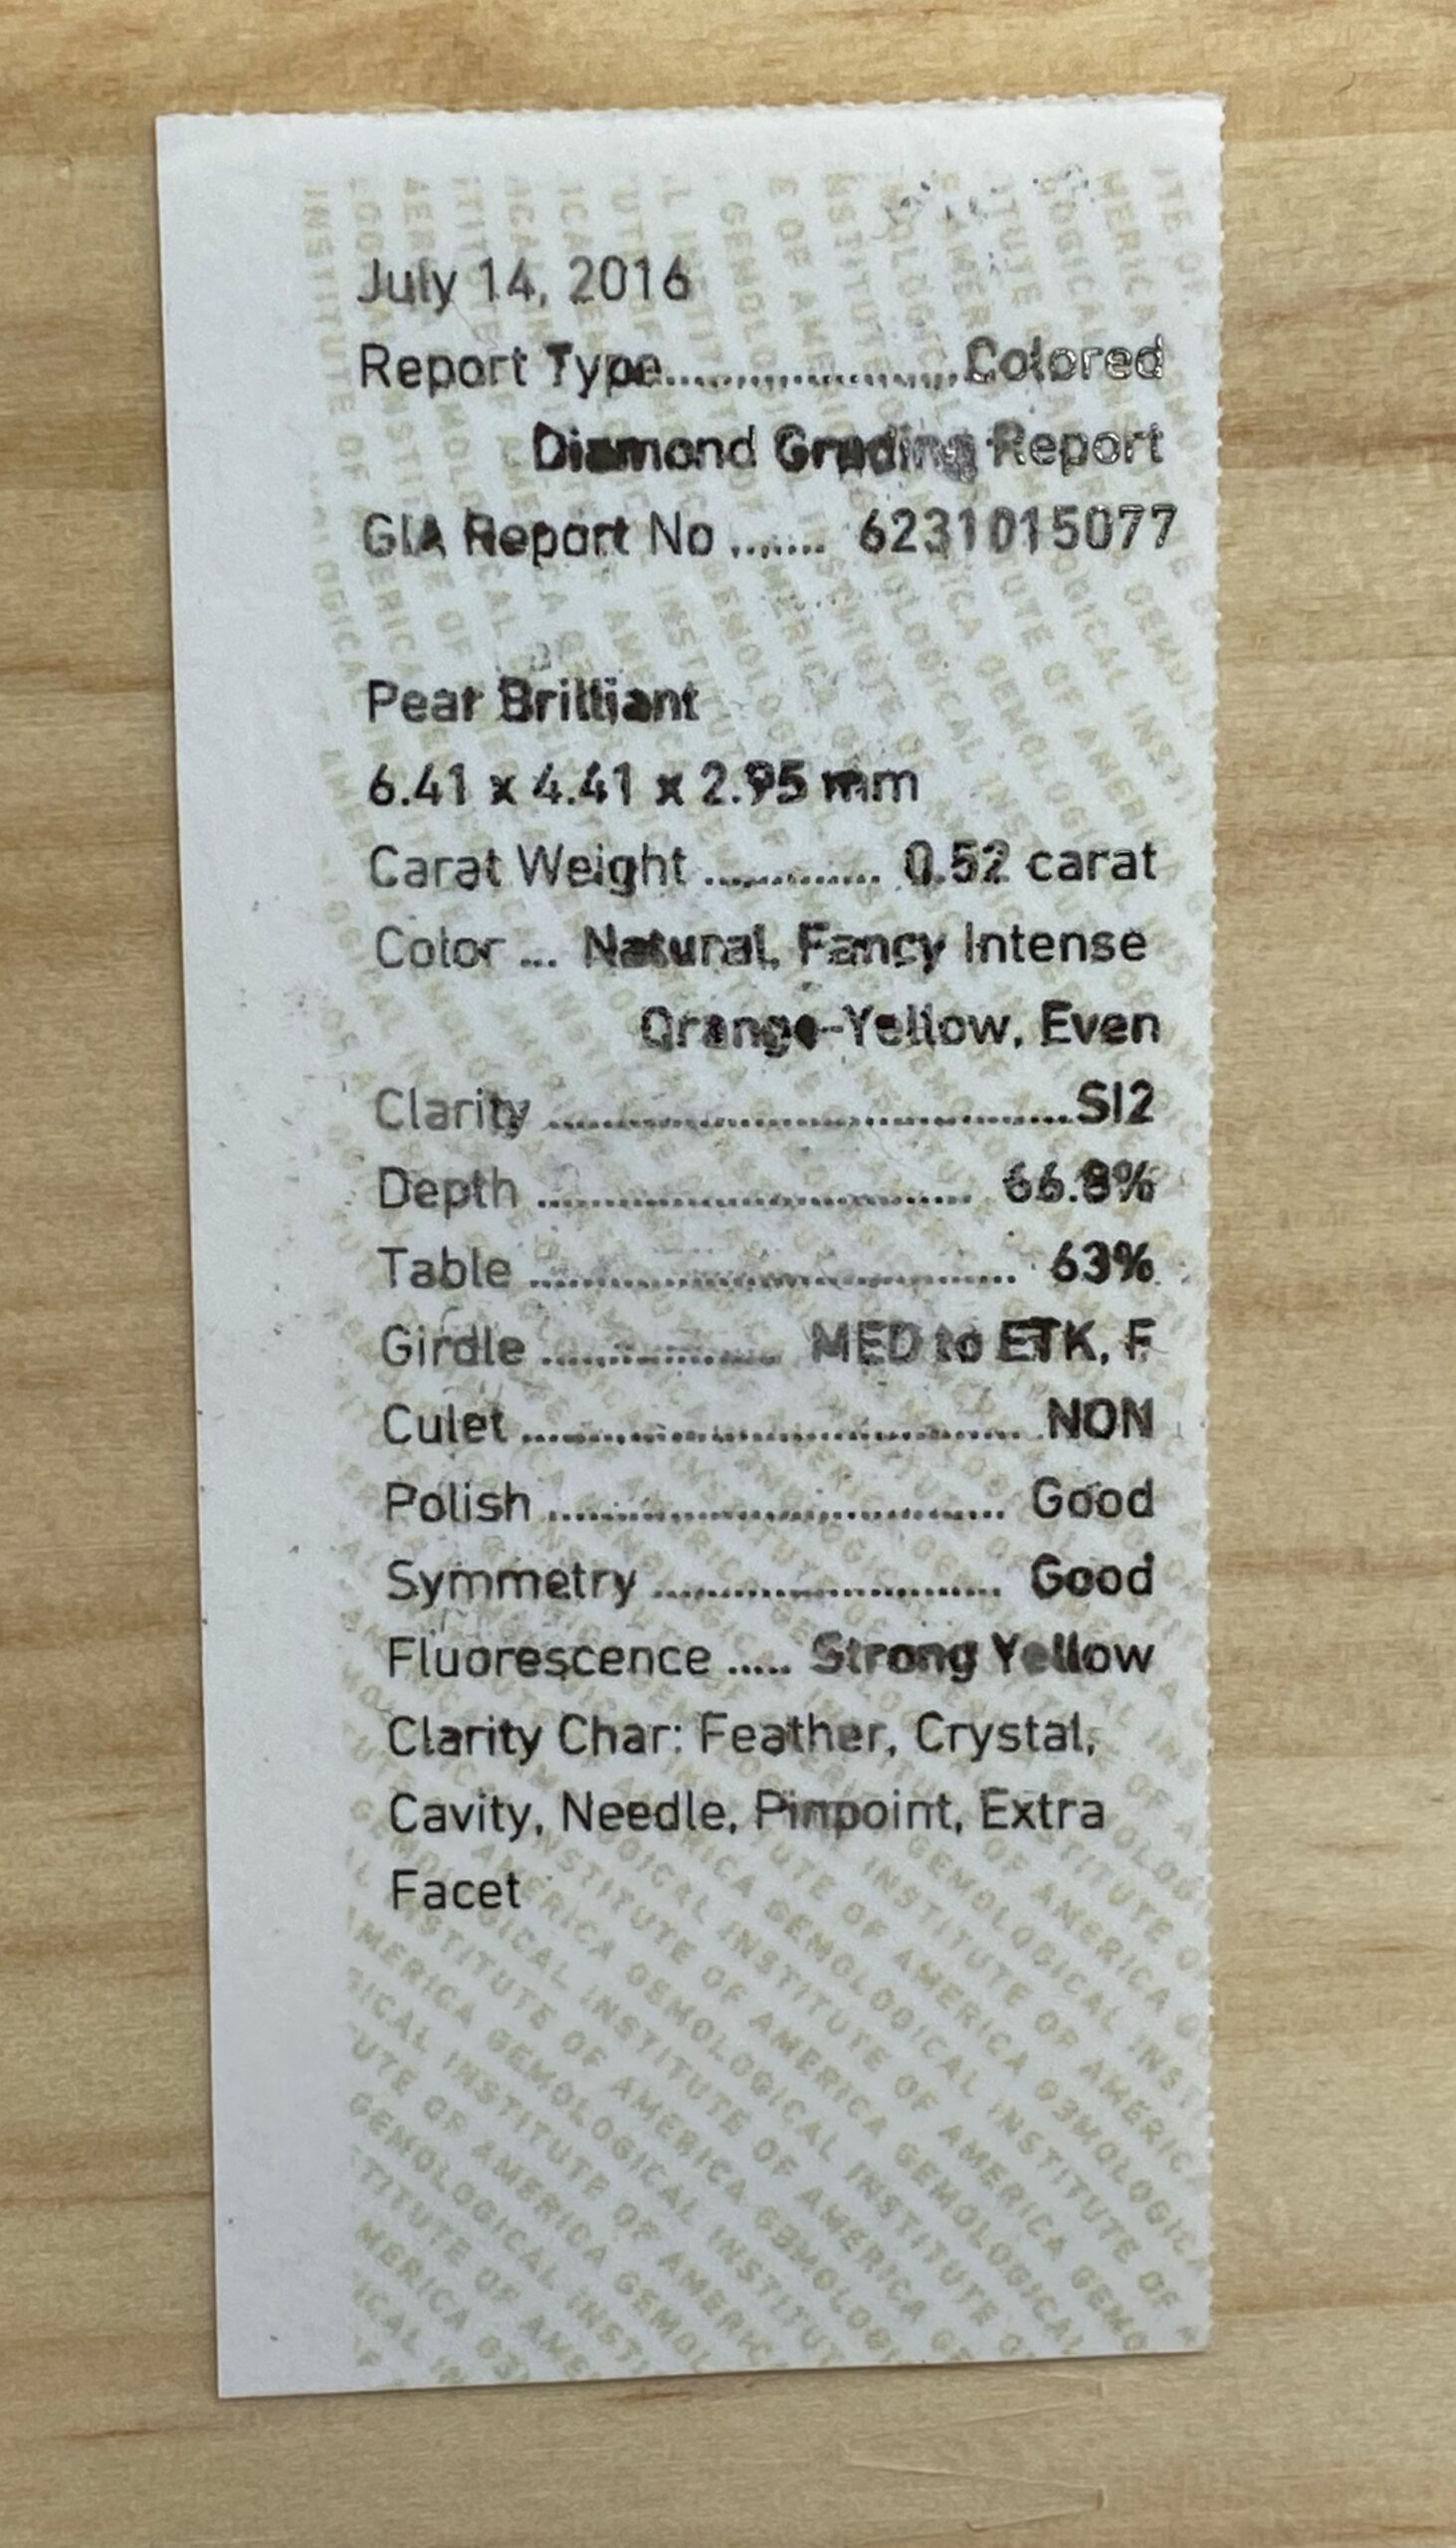 July 14, 2016
Report Type......................Colored
Diamond Grading Report
GIA Report No ....... 6231015077
Pear Brilliant
6.41 x 4.41 x 2.95 mm
Carat Weight .............. 0.52 carat
Color ... Natural, Fancy Intense
Orange-Yellow, Even
Clarity ..........................................SI2
Depth .................................. 66.8%
Table ...................................... 63%
Girdle ................... MED to ETK, F
Culet ....................................... NON
Polish .................................... Good
Symmetry ........................... Good
Fluorescence ..... Strong Yellow
Clarity Char: Feather, Crystal,
Cavity, Needle, Pinpoint, Extra
Facet